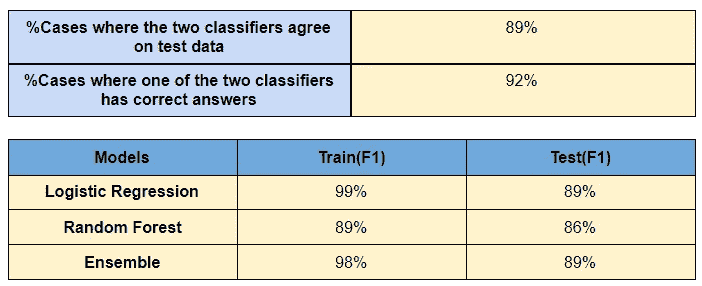 %Cases where the two classifiers agree
on test data
89%
%Cases where one of the two classifiers
has correct answers
92%
Models Train(F1) Test(F1)
Logistic Regression 99% 89%
Random Forest 89% 86%
Ensemble 98% 89%